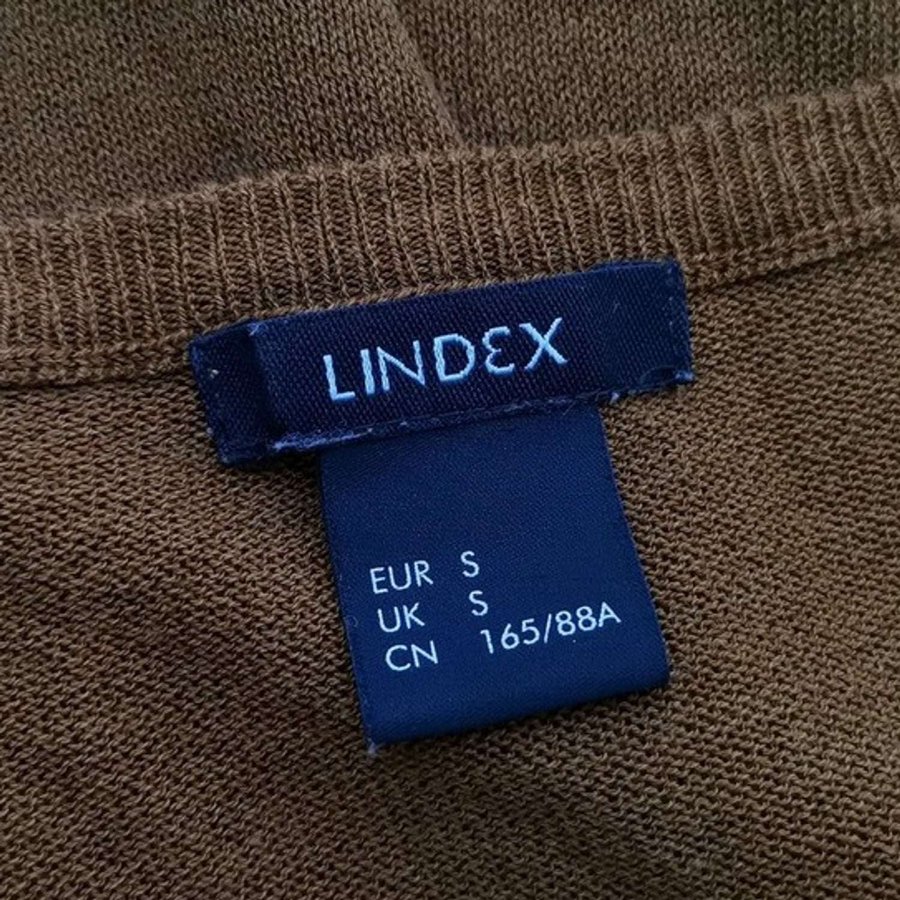 LINDEX
EUR S
UK S
CN 165/88A